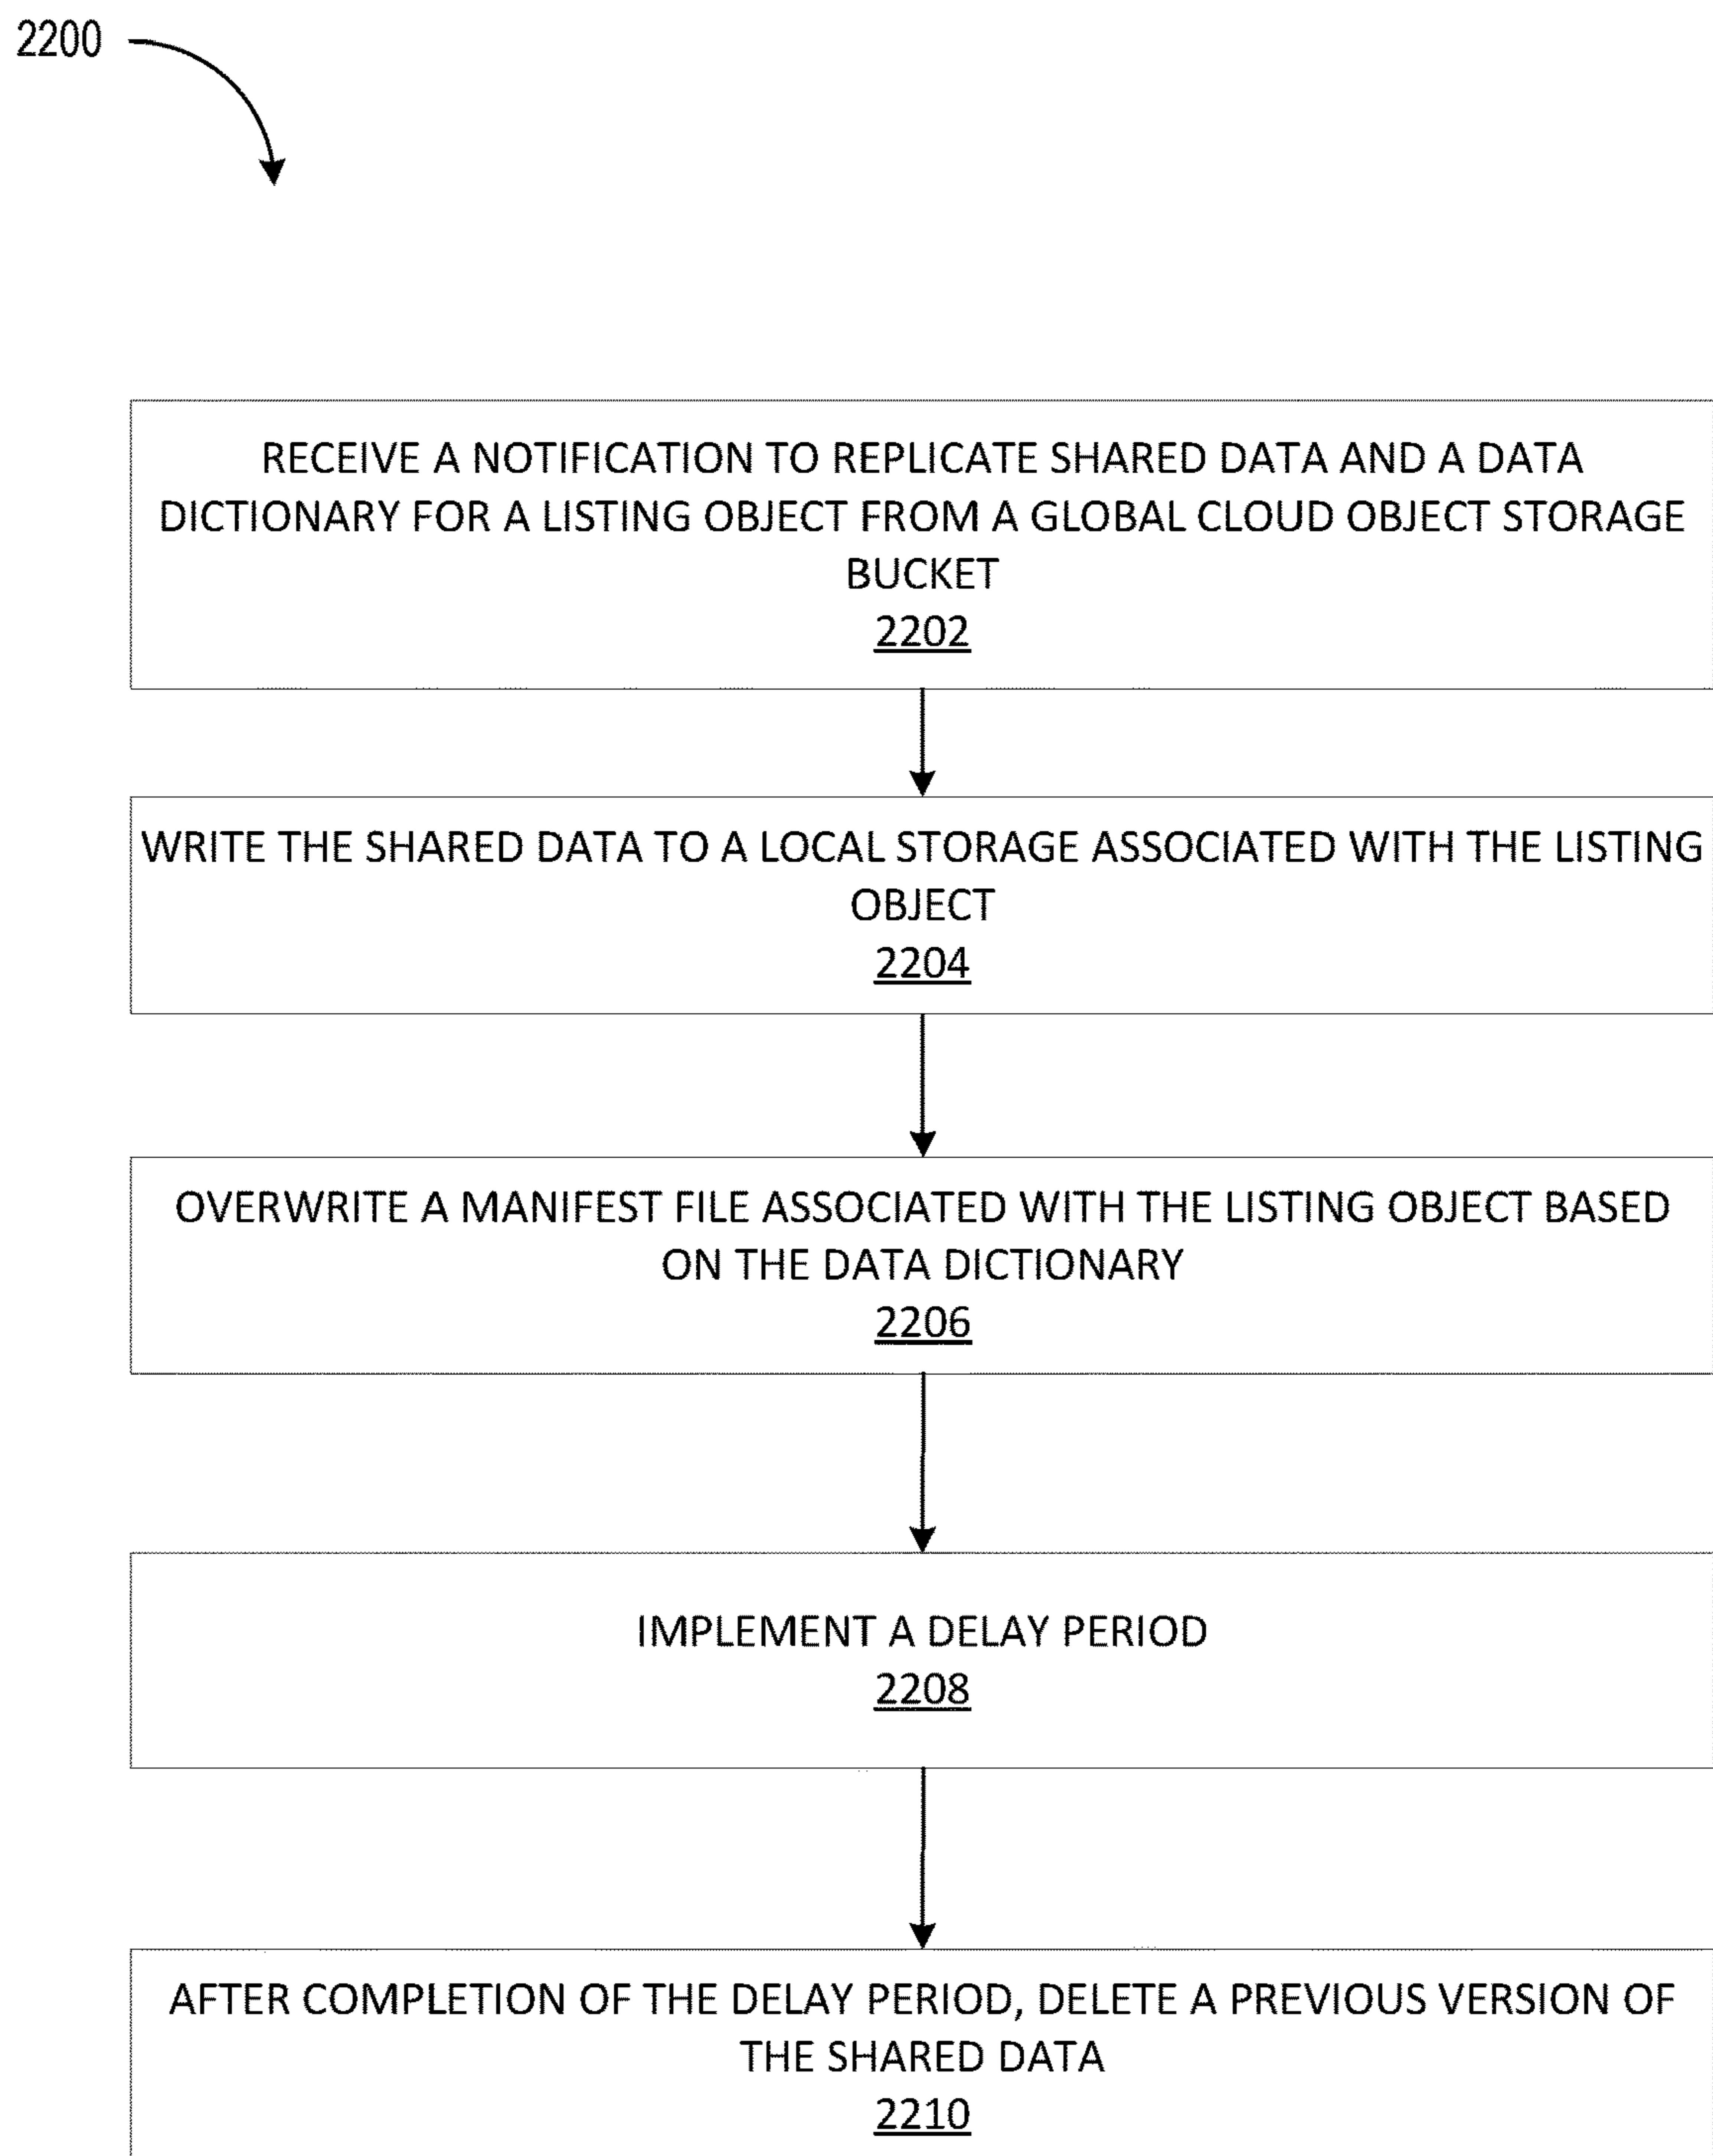 2200
RECEIVE A NOTIFICATION TO REPLICATE SHARED DATA AND A DATA
DICTIONARY FOR A LISTING OBJECT FROM A GLOBAL CLOUD OBJECT STORAGE
BUCKET
2202
WRITE THE SHARED DATA TO A LOCAL STORAGE ASSOCIATED WITH THE LISTING
OBJECT
2204
OVERWRITE A MANIFEST FILE ASSOCIATED WITH THE LISTING OBJECT BASED
ON THE DATA DICTIONARY
2206
IMPLEMENT A DELAY PERIOD
2208
AFTER COMPLETION OF THE DELAY PERIOD, DELETE A PREVIOUS VERSION OF
THE SHARED DATA
2210